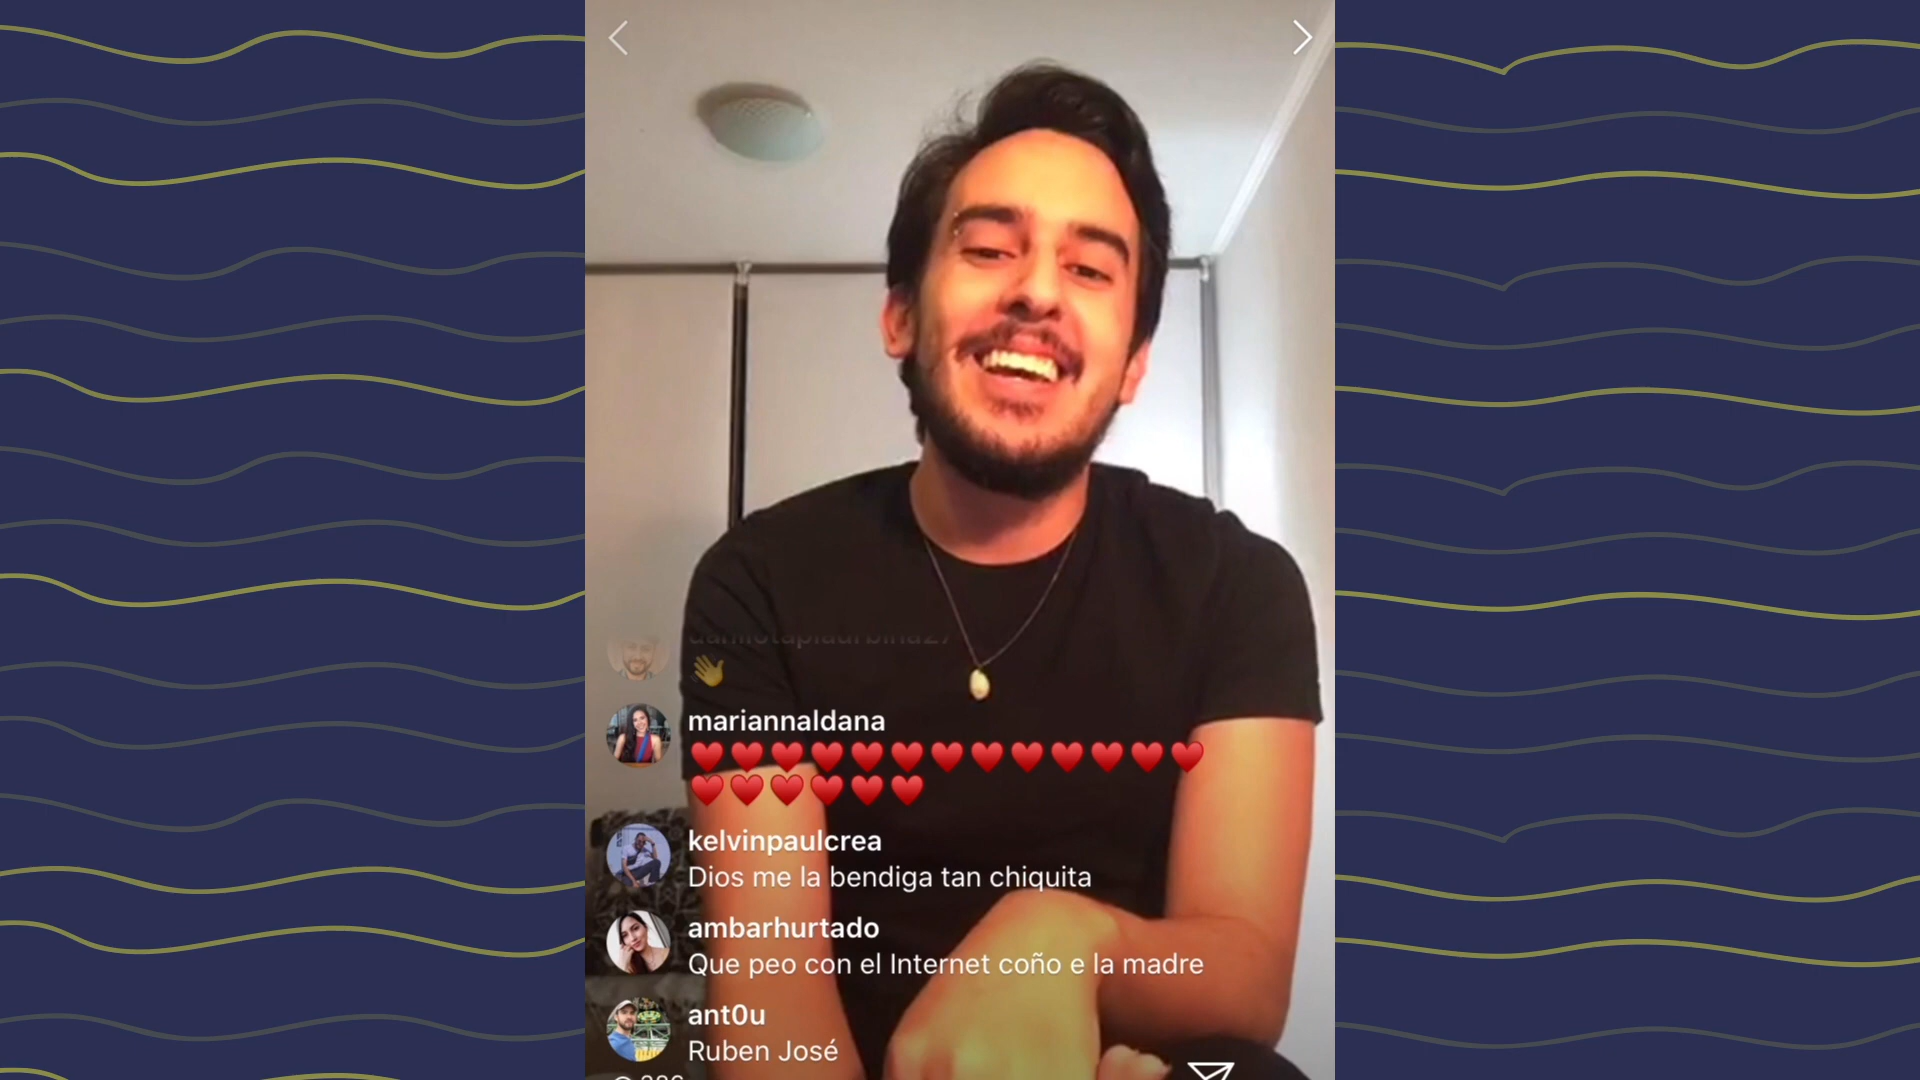 mariannaldana
❤️❤️❤️❤️❤️❤️❤️❤️❤️❤️❤️❤️❤️
❤️❤️❤️❤️❤️❤️
kelvinpaulcrea
Dios me la bendiga tan chiquita
ambarhurtado
Que peo con el Internet coño e la madre
ant0u
Ruben José